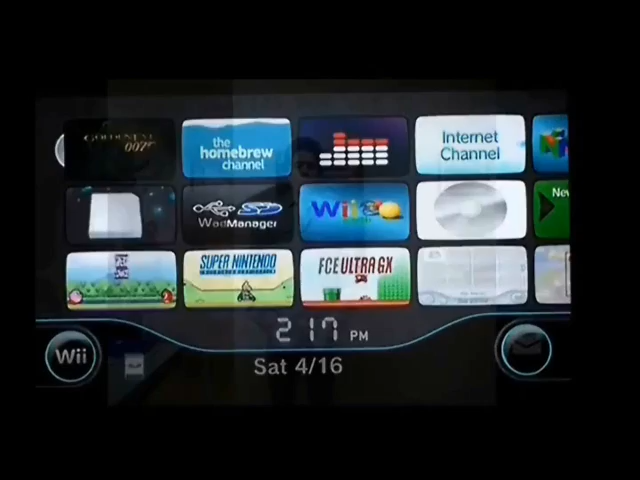 GOLDENEYE
007
the
homebrew
channel
Internet
Channel
N
WadManager
Wii
New
SUPER NINTENDO
FCE ULTRA GX
2:17 PM
Wii
Sat 4/16